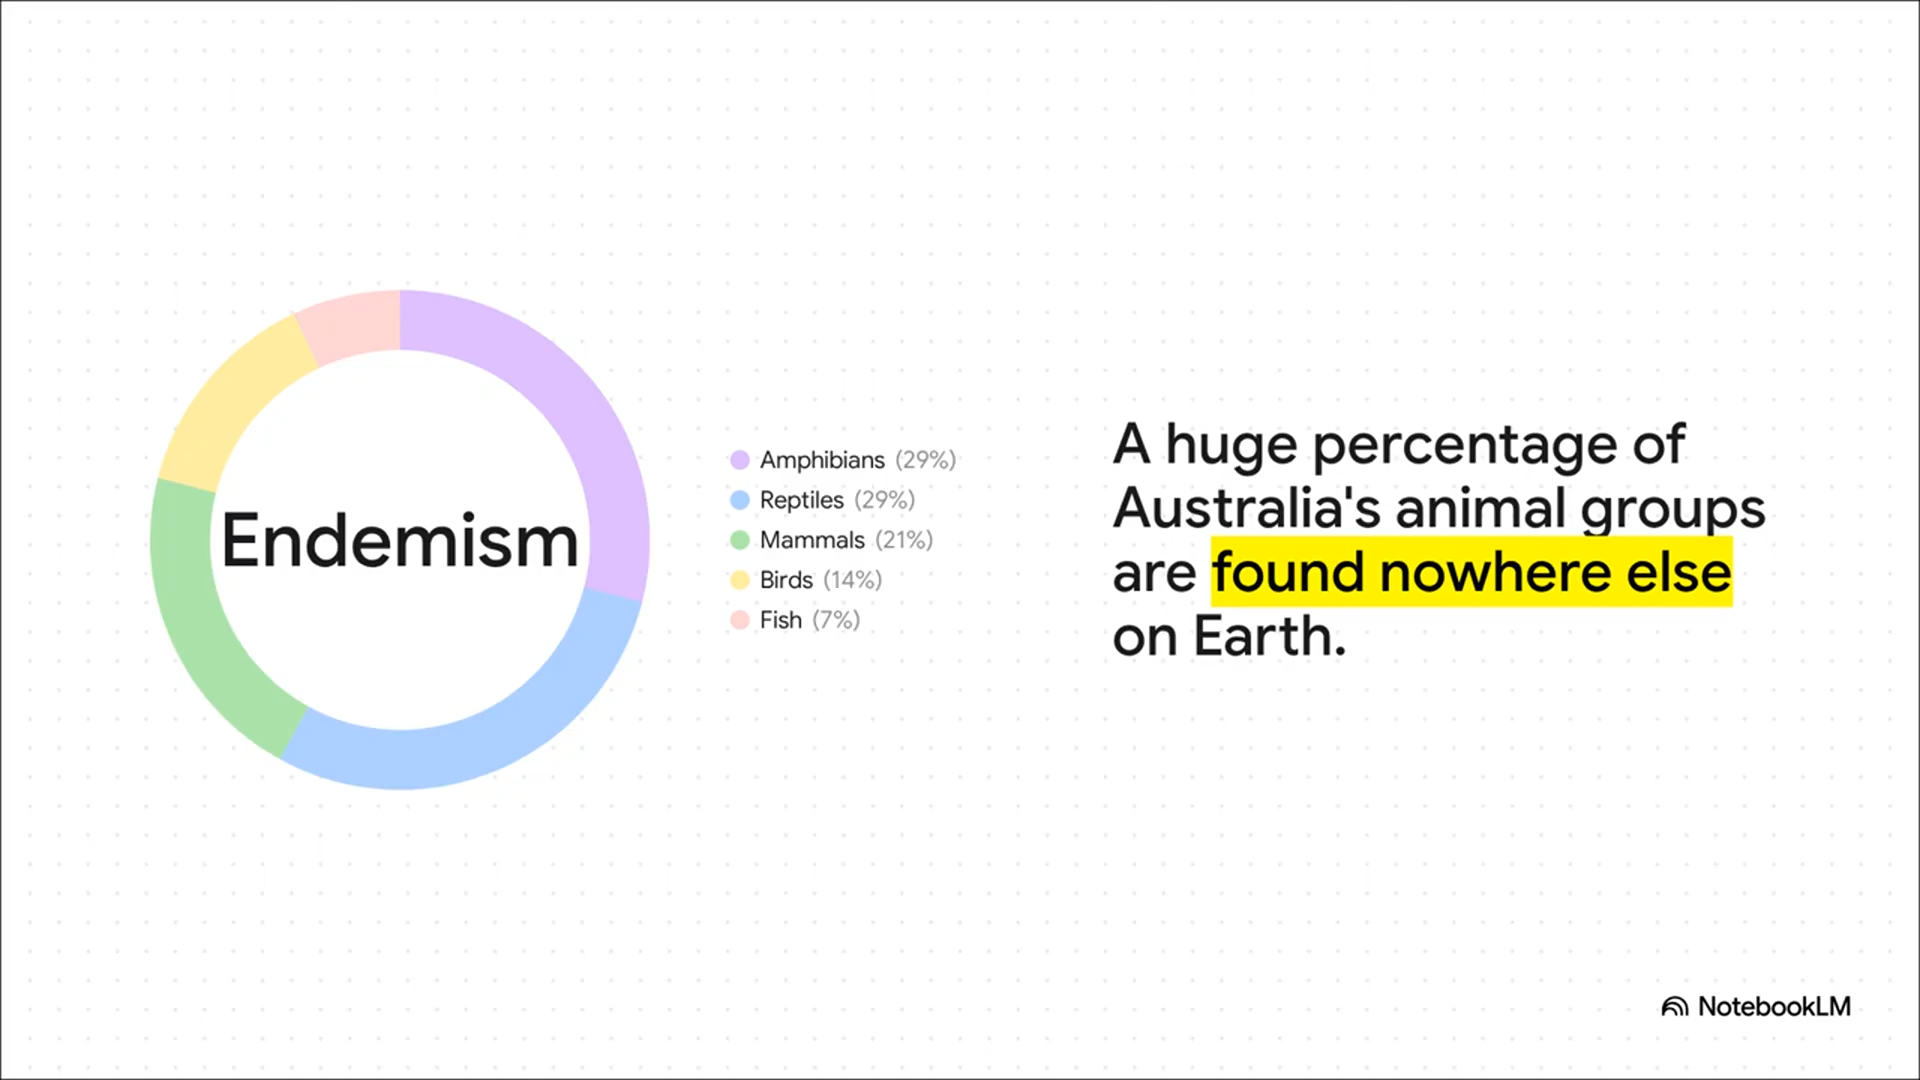 Endemism
Amphibians (29%)
Reptiles (29%)
Mammals (21%)
Birds (14%)
Fish (7%)
A huge percentage of
Australia's animal groups
are found nowhere else
on Earth.
NotebookLM